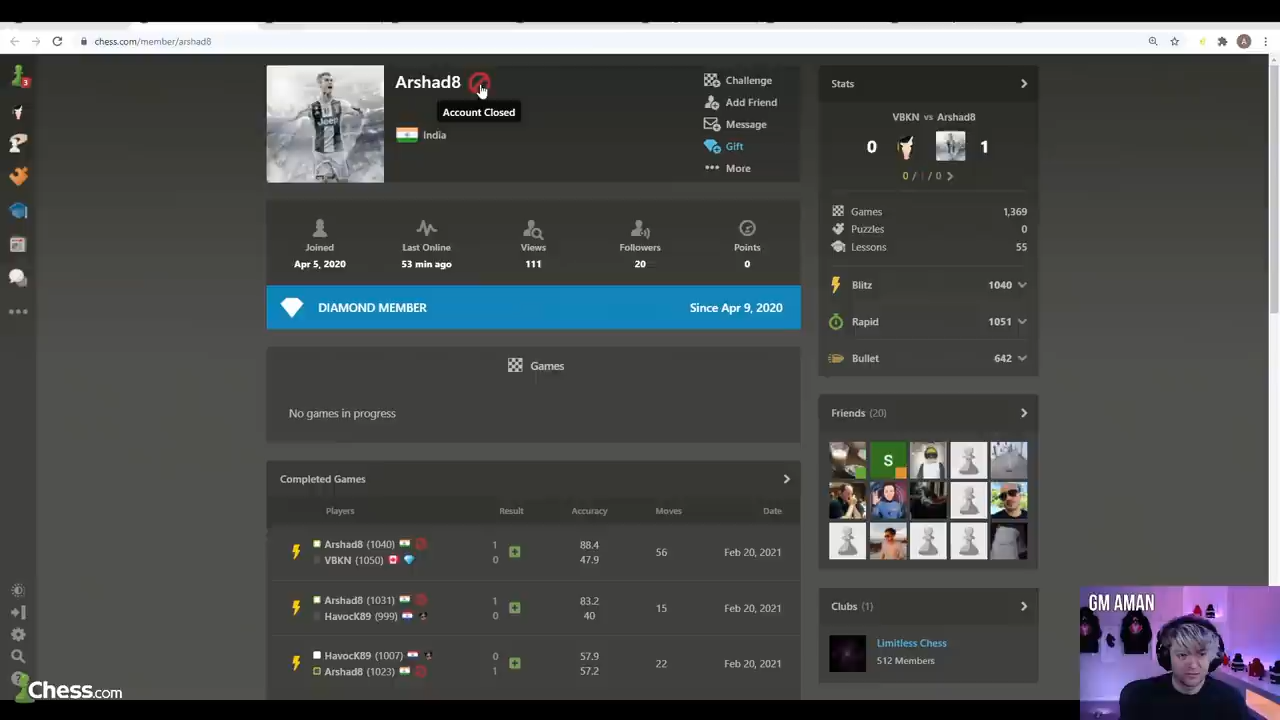 chess.com/member/arshad8
A
3
Arshad8
Account Closed
India
Challenge
Add Friend
Message
Gift
More
Joined
Apr 5, 2020
Last Online
53 min ago
Views
111
Followers
20
Points
0
DIAMOND MEMBER
Since Apr 9, 2020
Games
No games in progress
Completed Games
Players Result Accuracy Moves Date
Arshad8 (1040) 1 88.4
VBKN (1050) 0 47.9
56 Feb 20, 2021
Arshad8 (1031) 1 83.2
HavocK89 (999) 0 40
15 Feb 20, 2021
HavocK89 (1007) 0 57.9
Arshad8 (1023) 1 57.2
22 Feb 20, 2021
Stats
VBKN vs Arshad8
0 1
Games 1,369
Puzzles 0
Lessons 55
Blitz 1040
Rapid 1051
Bullet 642
Friends (20)
S
Clubs (1)
Limitless Chess
512 Members
GM AMAN
Chess.com